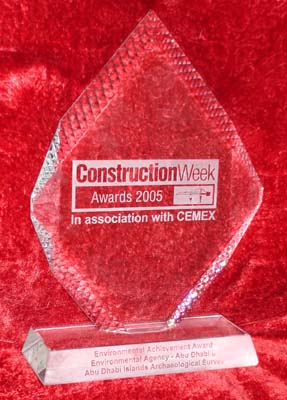 ConstructionWeek
Awards 2005
In association with CEMEX
Environmental Achievement Award
Environmental Agency - Abu Dhabi &
Abu Dhabi Islands Archaeological Survey